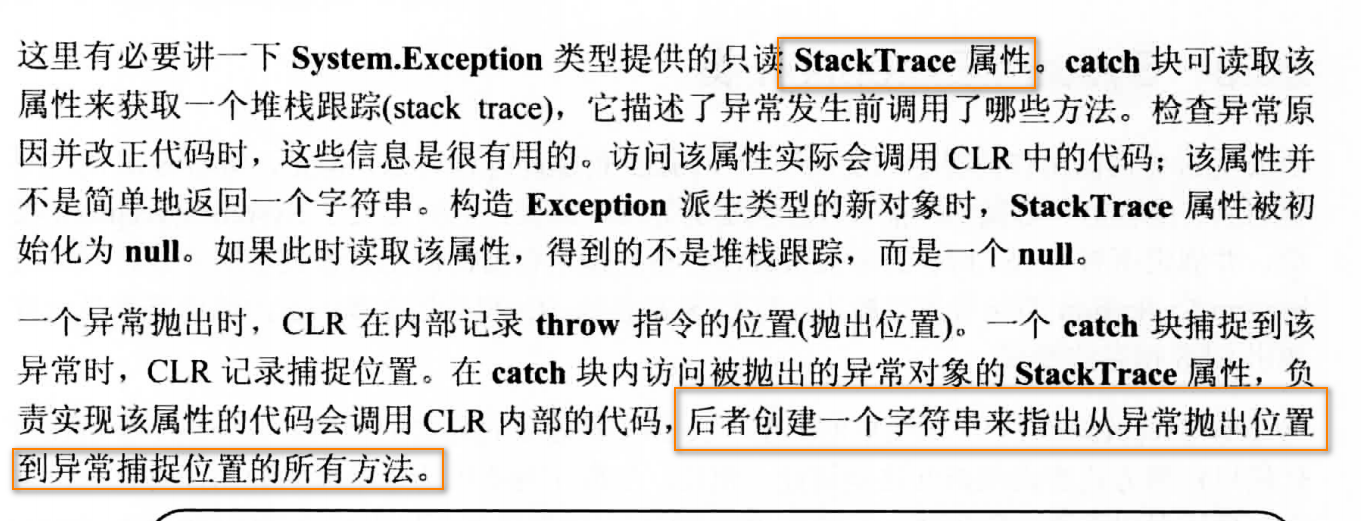 这里有必要讲一下 System.Exception 类型提供的只读 StackTrace 属性。catch 块可读取该
属性来获取一个堆栈跟踪(stack trace)，它描述了异常发生前调用了哪些方法。检查异常原
因并改正代码时，这些信息是很有用的。访问该属性实际会调用 CLR 中的代码；该属性并
不是简单地返回一个字符串。构造 Exception 派生类型的新对象时，StackTrace 属性被初
始化为 null。如果此时读取该属性，得到的不是堆栈跟踪，而是一个 null。
一个异常抛出时，CLR 在内部记录 throw 指令的位置(抛出位置)。一个 catch 块捕捉到该
异常时，CLR 记录捕捉位置。在 catch 块内访问被抛出的异常对象的 StackTrace 属性，负
责实现该属性的代码会调用 CLR 内部的代码，后者创建一个字符串来指出从异常抛出位置
到异常捕捉位置的所有方法。